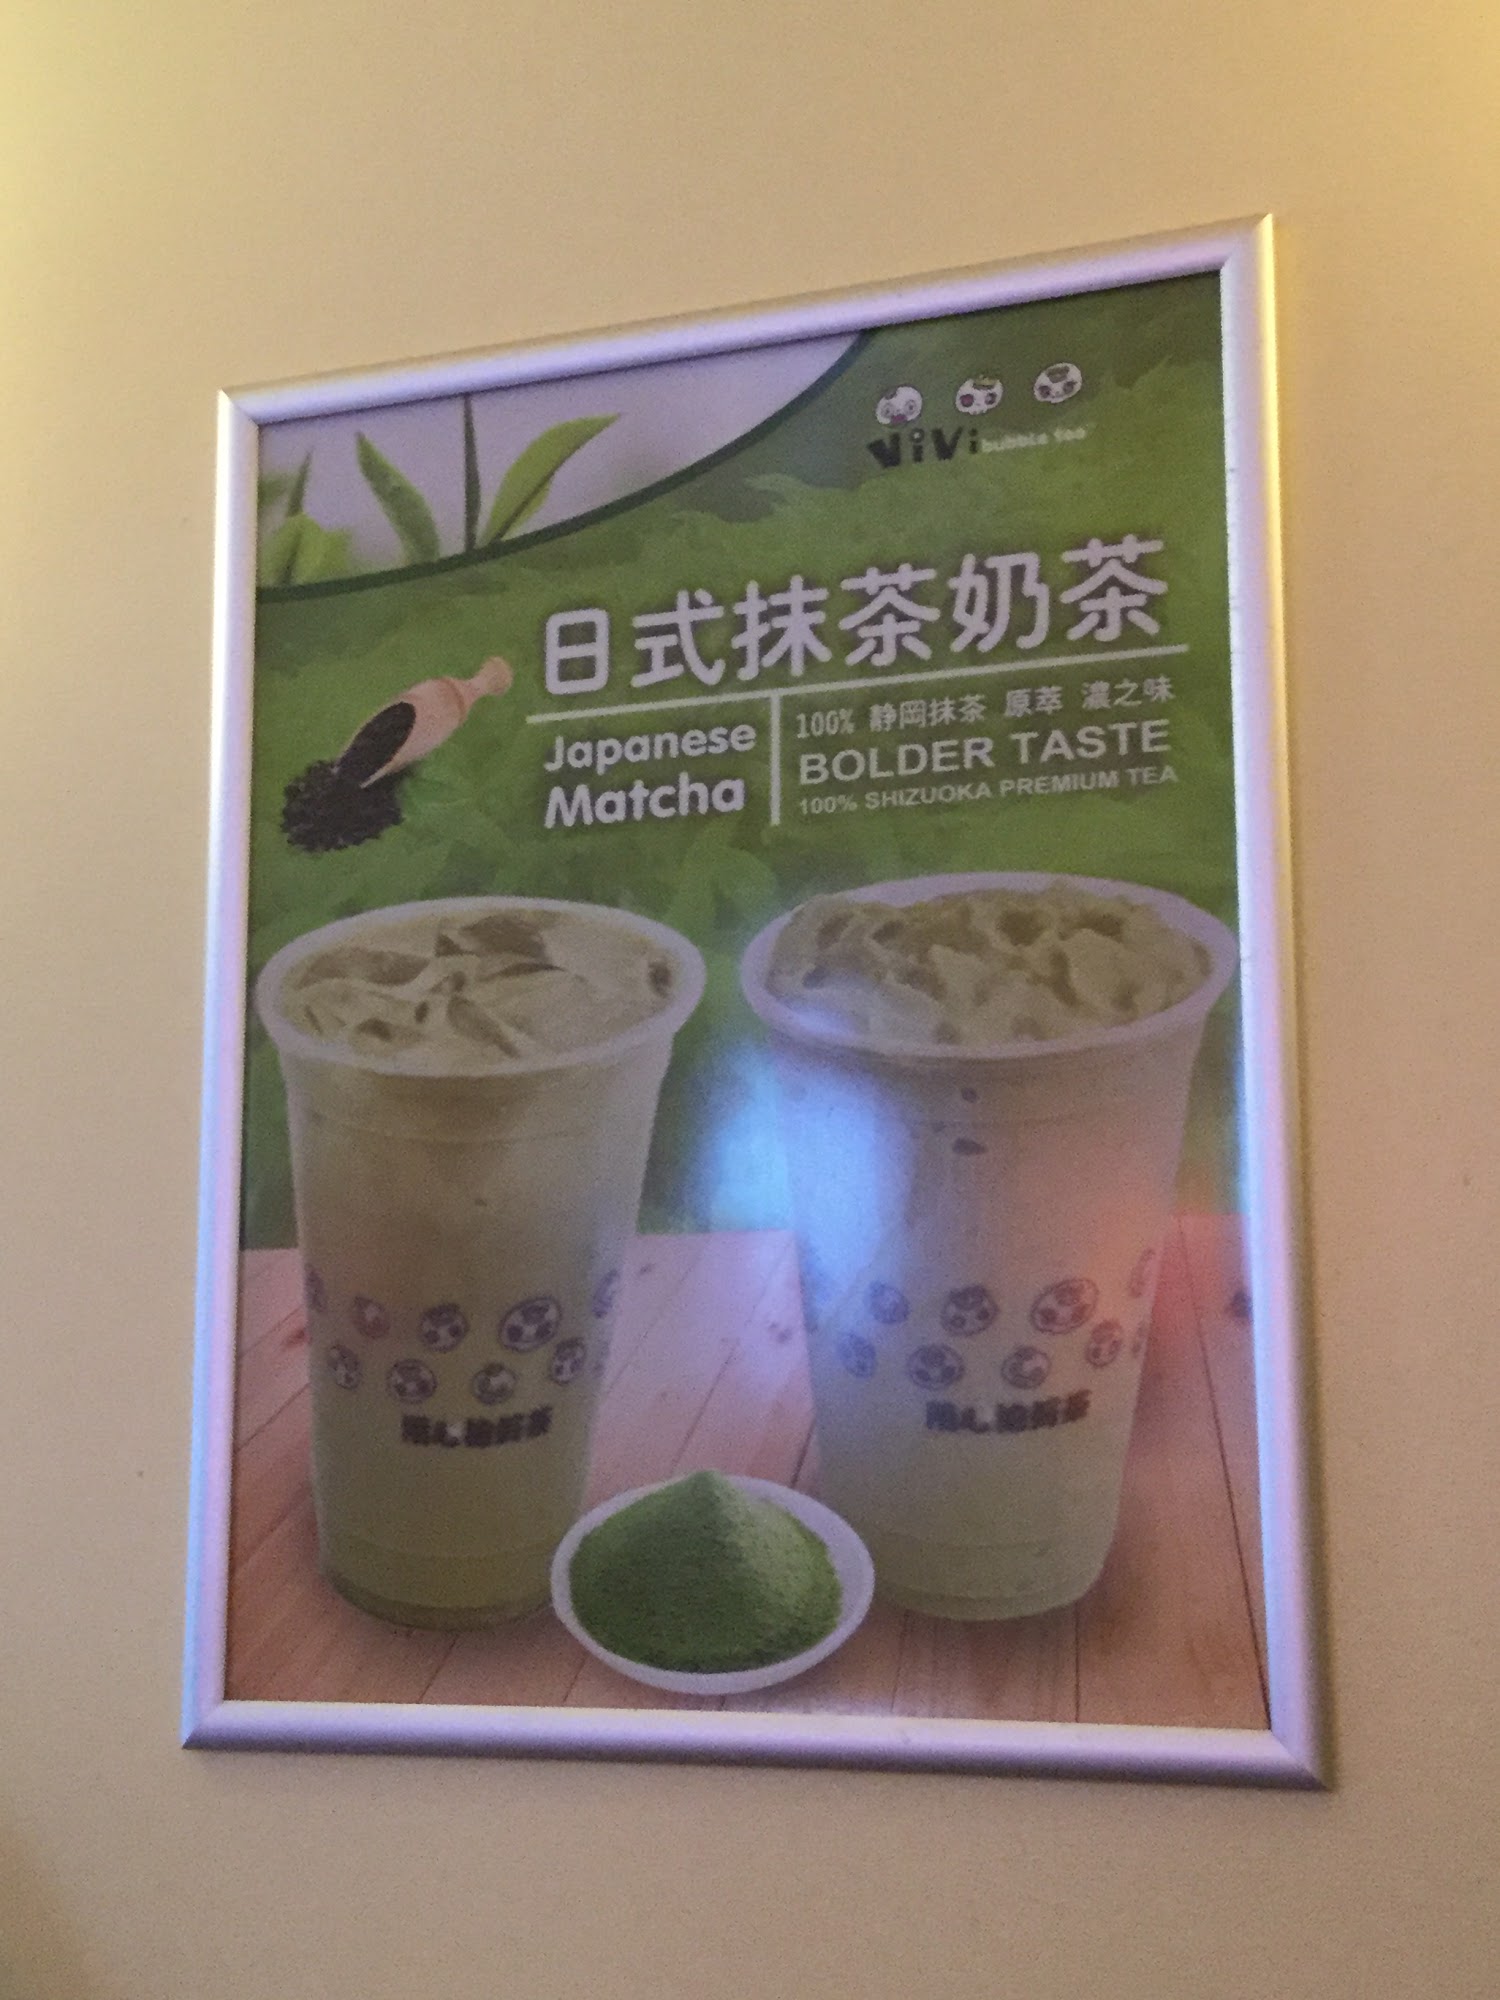 ViVi bubble tea
日式抹茶奶茶
Japanese
Matcha
100% 静岡抹茶 原萃 濃之味
BOLDER TASTE
100% SHIZUOKA PREMIUM TEA